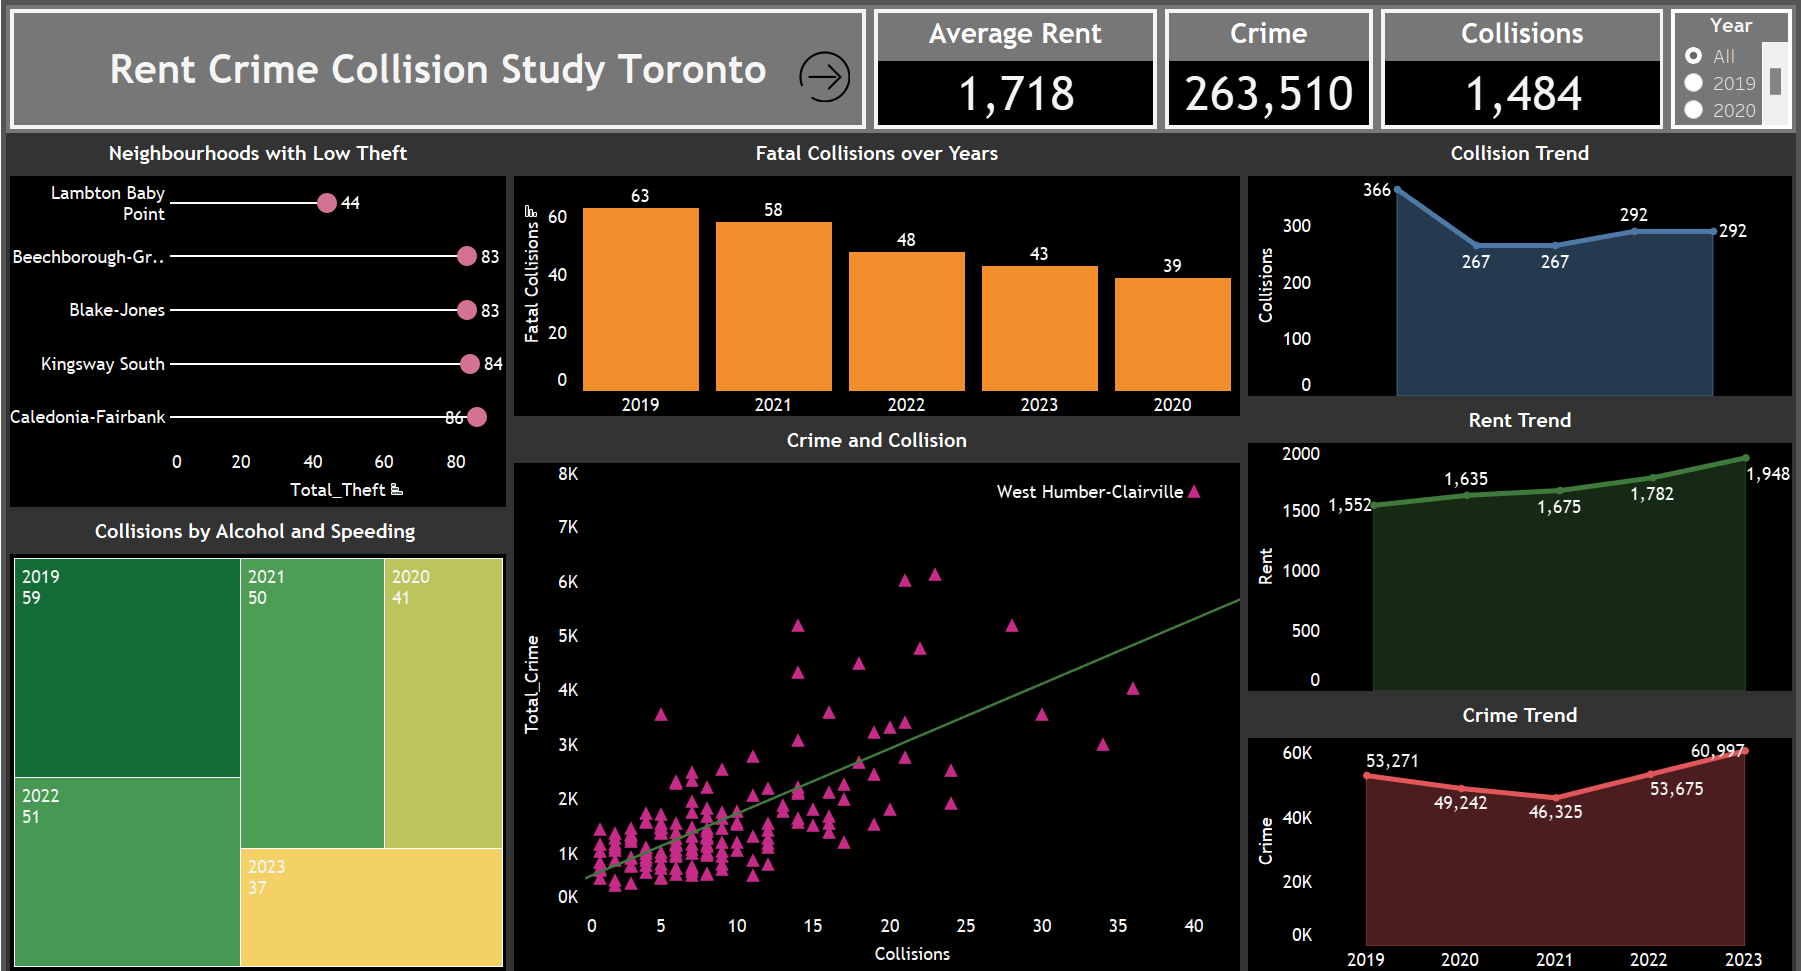 Rent Crime Collision Study Toronto
Average Rent
1,718
Crime
263,510
Collisions
1,484
Year
All
2019
2020
Neighbourhoods with Low Theft
Lambton Baby
Point
44
Beechborough-Gr..
83
Blake-Jones
83
Kingsway South
84
Caledonia-Fairbank
86
0 20 40 60 80
Total_Theft
Collisions by Alcohol and Speeding
2019
59
2021
50
2020
41
2022
51
2023
37
Fatal Collisions over Years
Fatal Collisions
60
40
20
0
63
58
48
43
39
2019 2021 2022 2023 2020
Crime and Collision
Total_Crime
8K
7K
6K
5K
4K
3K
2K
1K
0K
West Humber-Clairville
0 5 10 15 20 25 30 35 40
Collisions
Collision Trend
Collisions
300
200
100
0
366
267
267
292
292
Rent Trend
Rent
2000
1500
1000
500
0
1,552
1,635
1,675
1,782
1,948
Crime Trend
Crime
60K
40K
20K
0K
53,271
49,242
46,325
53,675
60,997
2019 2020 2021 2022 2023